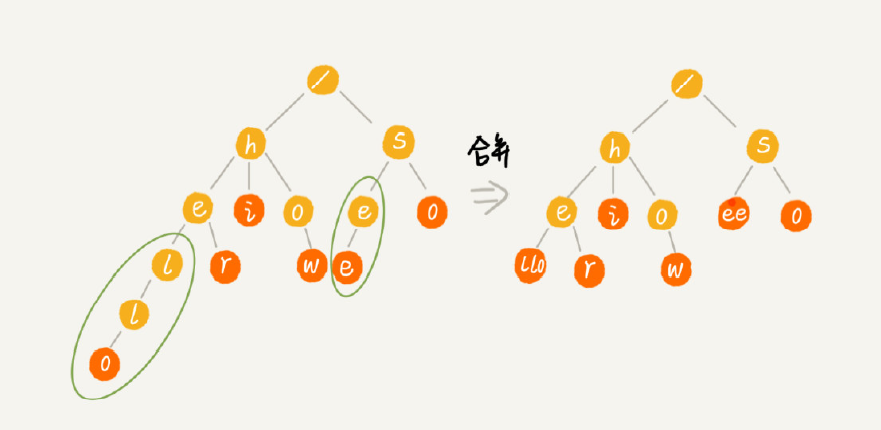 / /
h S 合并 h S
e i o e o e i o ee o
l r w e llo r w
l
o